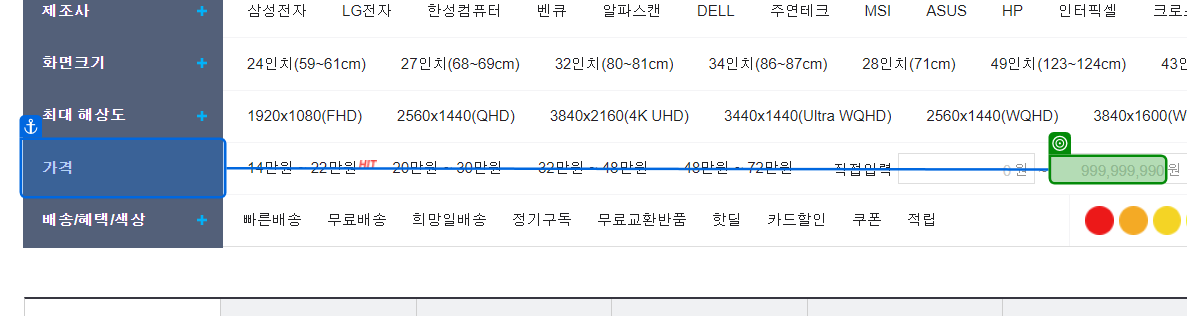 제조사 삼성전자 LG전자 한성컴퓨터 벤큐 알파스캔 DELL 주연테크 MSI ASUS HP 인터픽셀
화면크기 + 24인치(59~61cm) 27인치(68~69cm) 32인치(80~81cm) 34인치(86~87cm) 28인치(71cm) 49인치(123~124cm)
최대 해상도 + 1920x1080(FHD) 2560x1440(QHD) 3840x2160(4K UHD) 3440x1440(Ultra WQHD) 2560x1440(WQHD) 3840x1600(W
가격 14만원 ~ 22만원 HIT 20만원 ~ 30만원 32만원 ~ 48만원 48만원 ~ 72만원 직접입력 0 원 ~ 999,999,990 원
배송/혜택/색상 + 빠른배송 무료배송 희망일배송 정기구독 무료교환반품 핫딜 카드할인 쿠폰 적립